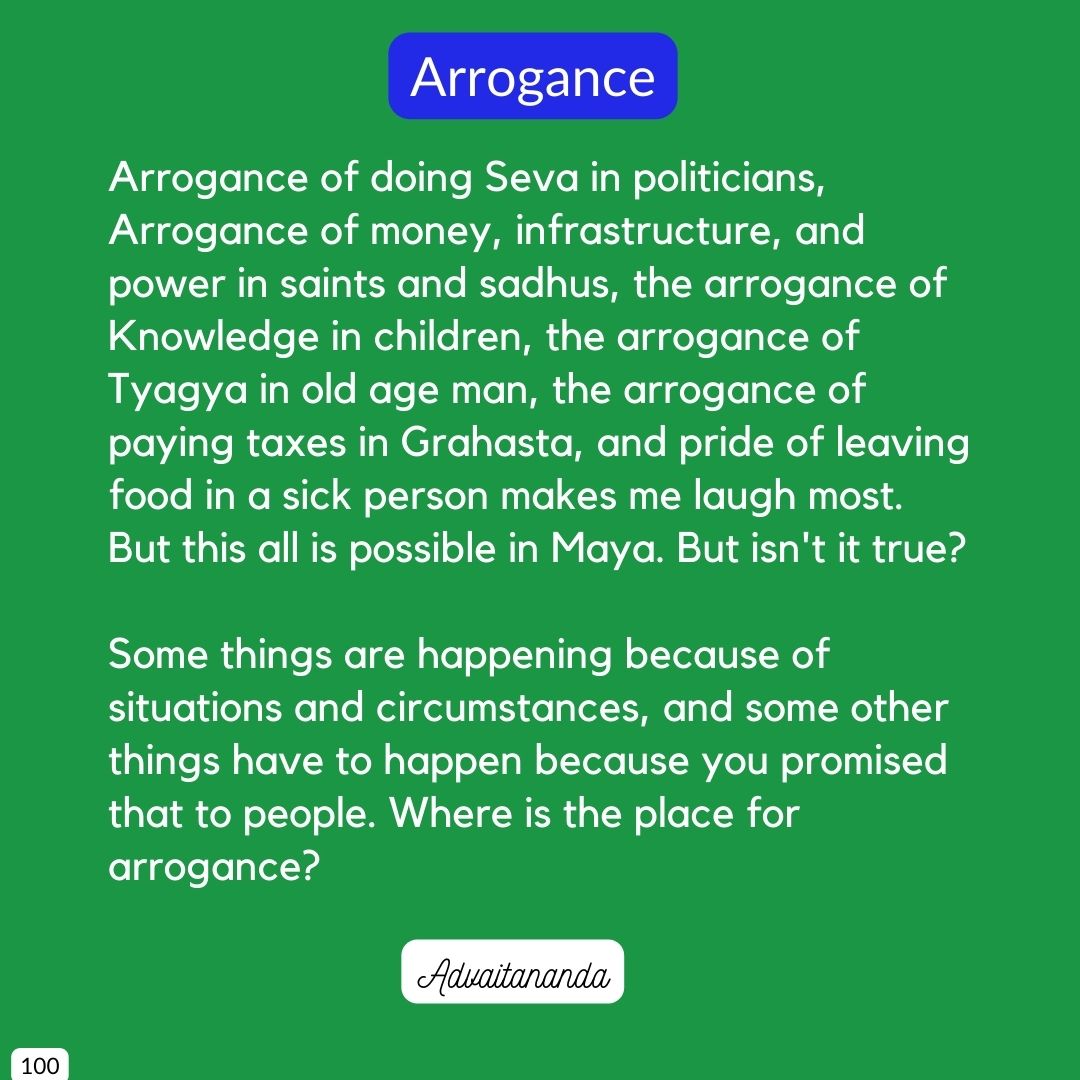 Arrogance
Arrogance of doing Seva in politicians,
Arrogance of money, infrastructure, and
power in saints and sadhus, the arrogance of
Knowledge in children, the arrogance of
Tyagya in old age man, the arrogance of
paying taxes in Grahasta, and pride of leaving
food in a sick person makes me laugh most.
But this all is possible in Maya. But isn't it true?
Some things are happening because of
situations and circumstances, and some other
things have to happen because you promised
that to people. Where is the place for
arrogance?
Advaitananda
100